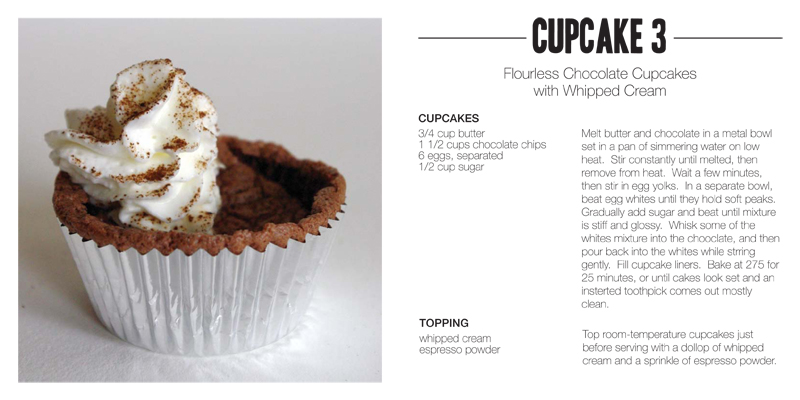 CUPCAKE 3
Flourless Chocolate Cupcakes
with Whipped Cream
CUPCAKES
3/4 cup butter
1 1/2 cups chocolate chips
6 eggs, separated
1/2 cup sugar
Melt butter and chocolate in a metal bowl
set in a pan of simmering water on low
heat. Stir constantly until melted, then
remove from heat. Wait a few minutes,
then stir in egg yolks. In a separate bowl,
beat egg whites until they hold soft peaks.
Gradually add sugar and beat until mixture
is stiff and glossy. Whisk some of the
whites mixture into the chooclate, and then
pour back into the whites while strring
gently. Fill cupcake liners. Bake at 275 for
25 minutes, or until cakes look set and an
insterted toothpick comes out mostly
clean.
TOPPING
whipped cream
espresso powder
Top room-temperature cupcakes just
before serving with a dollop of whipped
cream and a sprinkle of espresso powder.